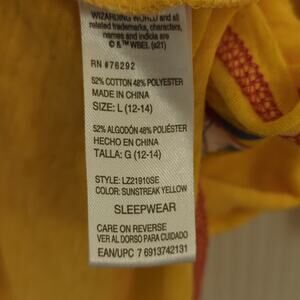 WIZARDING WORLD and all
related trademarks, characters,
names and indicia are
© & ™ WBEI. (s21)
RN #76292
52% COTTON 48% POLYESTER
MADE IN CHINA
SIZE: L (12-14)
52% ALGODÓN 48% POLIÉSTER
HECHO EN CHINA
TALLA: G (12-14)
STYLE: LZ21910SE
COLOR: SUNSTREAK YELLOW
SLEEPWEAR
CARE ON REVERSE
VER AL DORSO PARA CUIDADO
EAN/UPC 7 6913742131